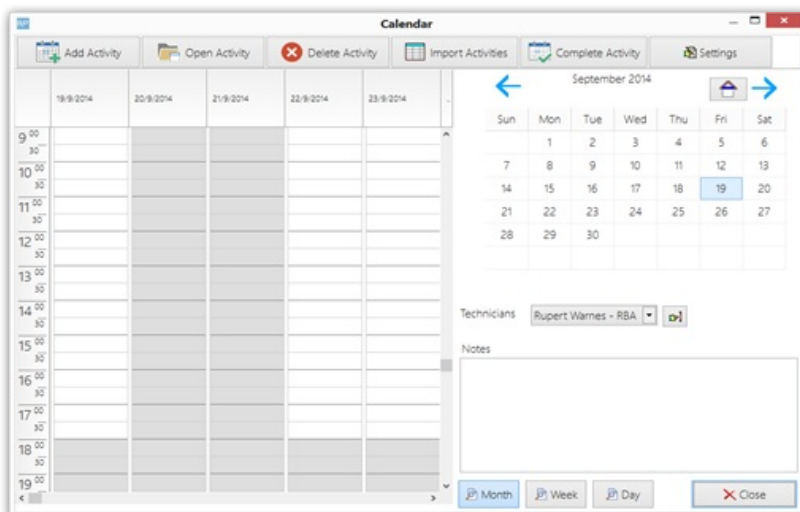 Calendar
Add Activity Open Activity Delete Activity Import Activities Complete Activity Settings
19/9/2014 20/9/2014 21/9/2014 22/9/2014 23/9/2014
September 2014
Sun Mon Tue Wed Thu Fri Sat
1 2 3 4 5 6
7 8 9 10 11 12 13
14 15 16 17 18 19 20
21 22 23 24 25 26 27
28 29 30
9 00
30
10 00
30
11 00
30
12 00
30
13 00
30
14 00
30
15 00
30
16 00
30
17 00
30
18 00
30
19 00
Technicians Rupert Warnes - RBA
Notes
Month Week Day Close